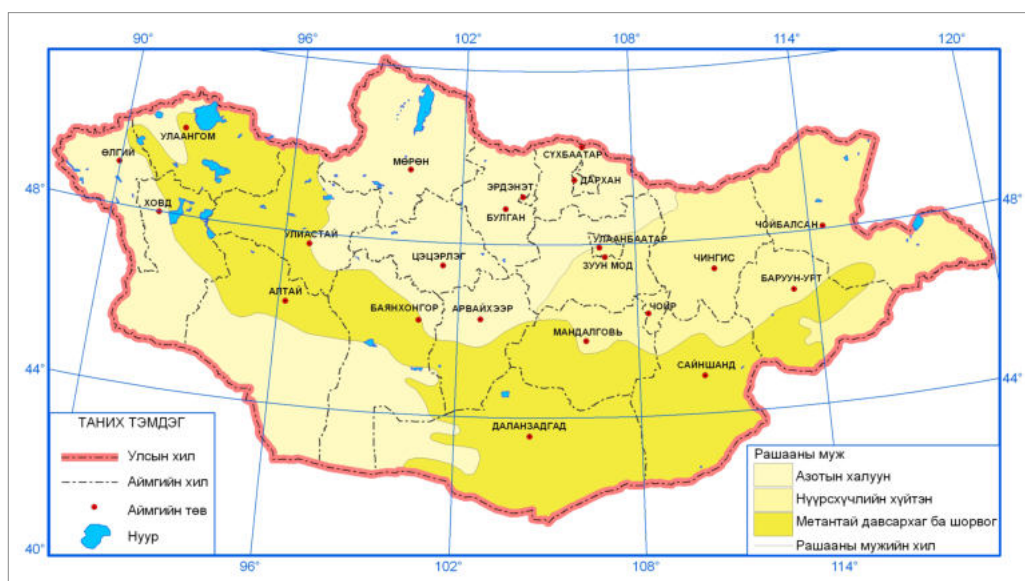 90°
96°
102°
108°
114°
120°
УЛААНГОМ
ӨЛГИЙ
МӨРӨН
СҮХБААТАР
ДАРХАН
48°
ЭРДЭНЭТ
ХОВД
БУЛГАН
48°
ЧОЙБАЛСАН
УЛИАСТАЙ
УЛААНБААТАР
ЦЭЦЭРЛЭГ
ЗУУН МОД
ЧИНГИС
БАРУУН-УРТ
АЛТАЙ
БАЯНХОНГОР
АРВАЙХЭЭР
ЧОЙР
МАНДАЛГОВЬ
САЙНШАНД
44°
44°
ДАЛАНЗАДГАД
ТАНИХ ТЭМДЭГ
Улсын хил
Аймгийн хил
Аймгийн төв
Нуур
Рашааны муж
Азотын халуун
Нүүрсхүчлийн хүйтэн
Метантай давсархаг ба шорвог
Рашааны мужийн хил
40°
96°
102°
108°
114°